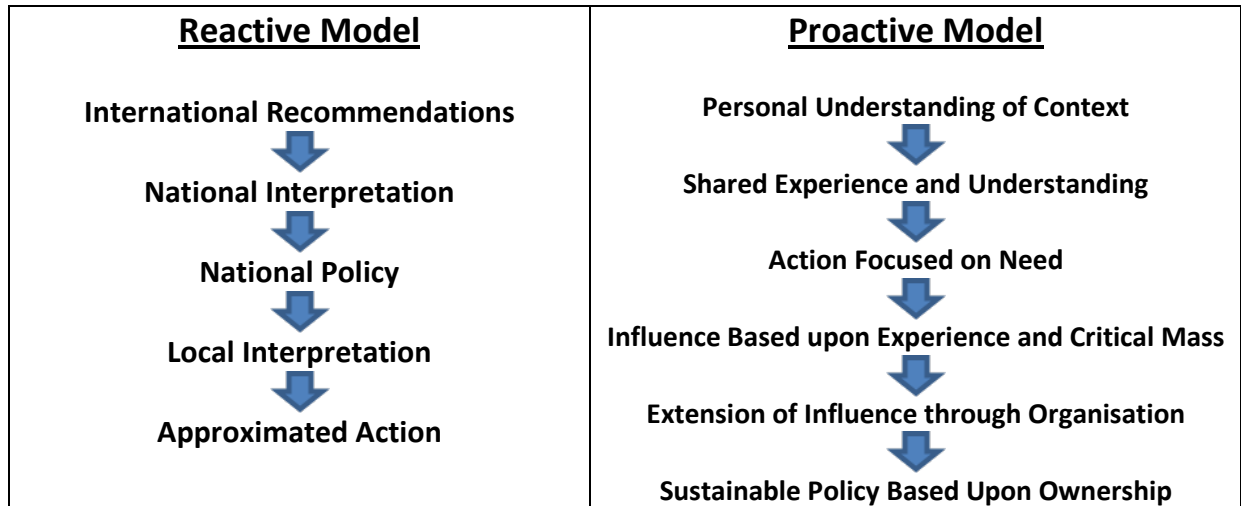 Reactive Model
International Recommendations
National Interpretation
National Policy
Local Interpretation
Approximated Action
Proactive Model
Personal Understanding of Context
Shared Experience and Understanding
Action Focused on Need
Influence Based upon Experience and Critical Mass
Extension of Influence through Organisation
Sustainable Policy Based Upon Ownership